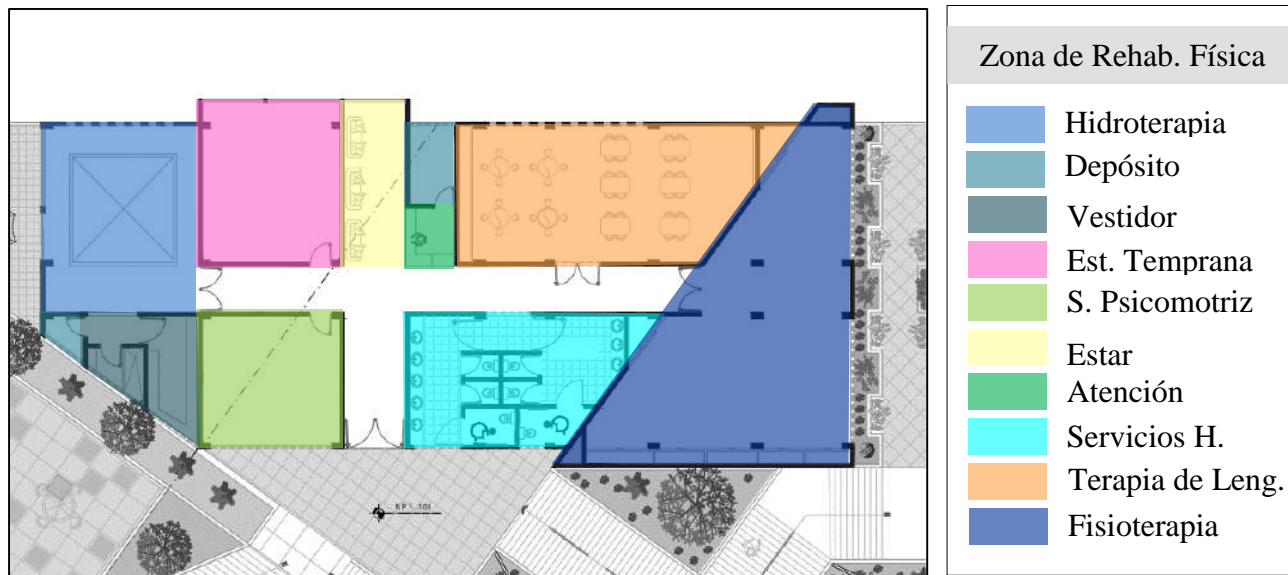 Zona de Rehab. Física
Hidroterapia
Depósito
Vestidor
Est. Temprana
S. Psicomotriz
Estar
Atención
Servicios H.
Terapia de Leng.
Fisioterapia